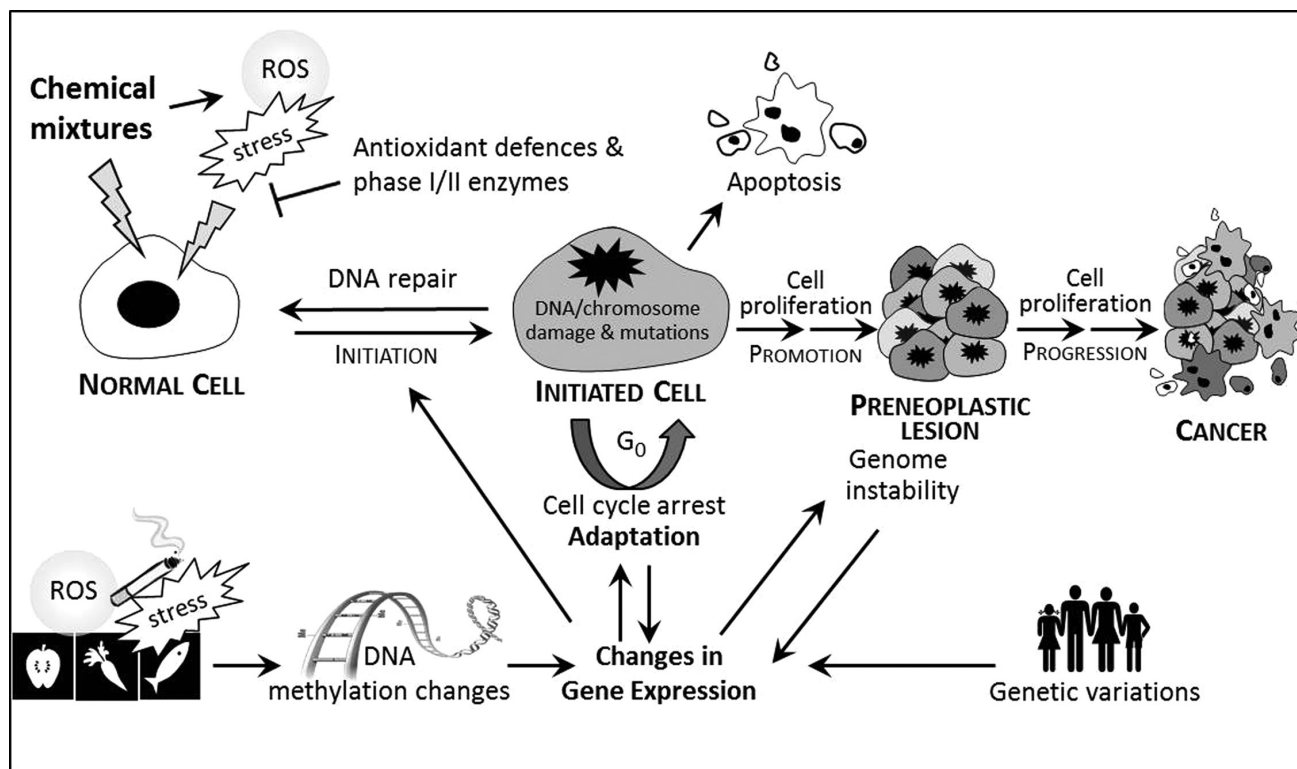 Chemical
mixtures
ROS
stress
Antioxidant defences &
phase I/II enzymes
Apoptosis
DNA repair
INITIATION
NORMAL CELL
DNA/chromosome
damage & mutations
INITIATED CELL
Cell
proliferation
PROMOTION
PRENEOPLASTIC
LESION
Genome
instability
Cell
proliferation
PROGRESSION
CANCER
G0
Cell cycle arrest
Adaptation
ROS
stress
DNA
methylation changes
Changes in
Gene Expression
Genetic variations